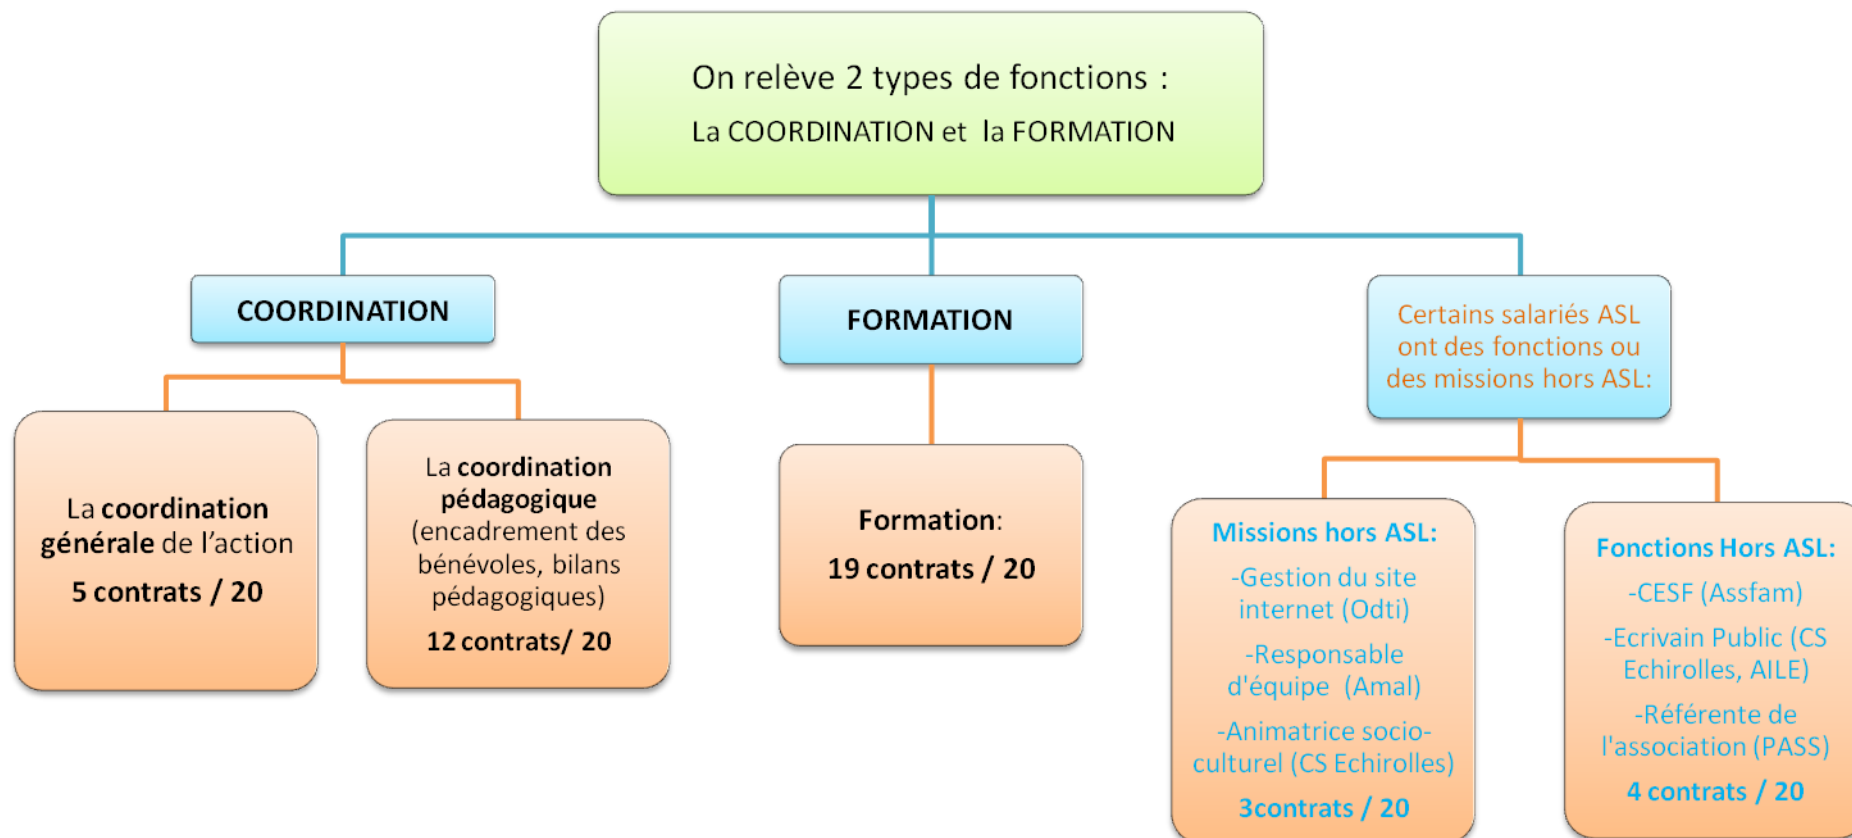 On relève 2 types de fonctions :
La COORDINATION et la FORMATION
COORDINATION
FORMATION
Certains salariés ASL
ont des fonctions ou
des missions hors ASL:
La coordination
générale de l'action
5 contrats / 20
La coordination
pédagogique
(encadrement des
bénévoles, bilans
pédagogiques)
12 contrats/ 20
Formation:
19 contrats / 20
Missions hors ASL:
-Gestion du site
internet (Odti)
-Responsable
d'équipe (Amal)
-Animatrice socio-
culturel (CS Echirolles)
3contrats / 20
Fonctions Hors ASL:
-CESF (Assfam)
-Ecrivain Public (CS
Echirolles, AILE)
-Référente de
l'association (PASS)
4 contrats / 20